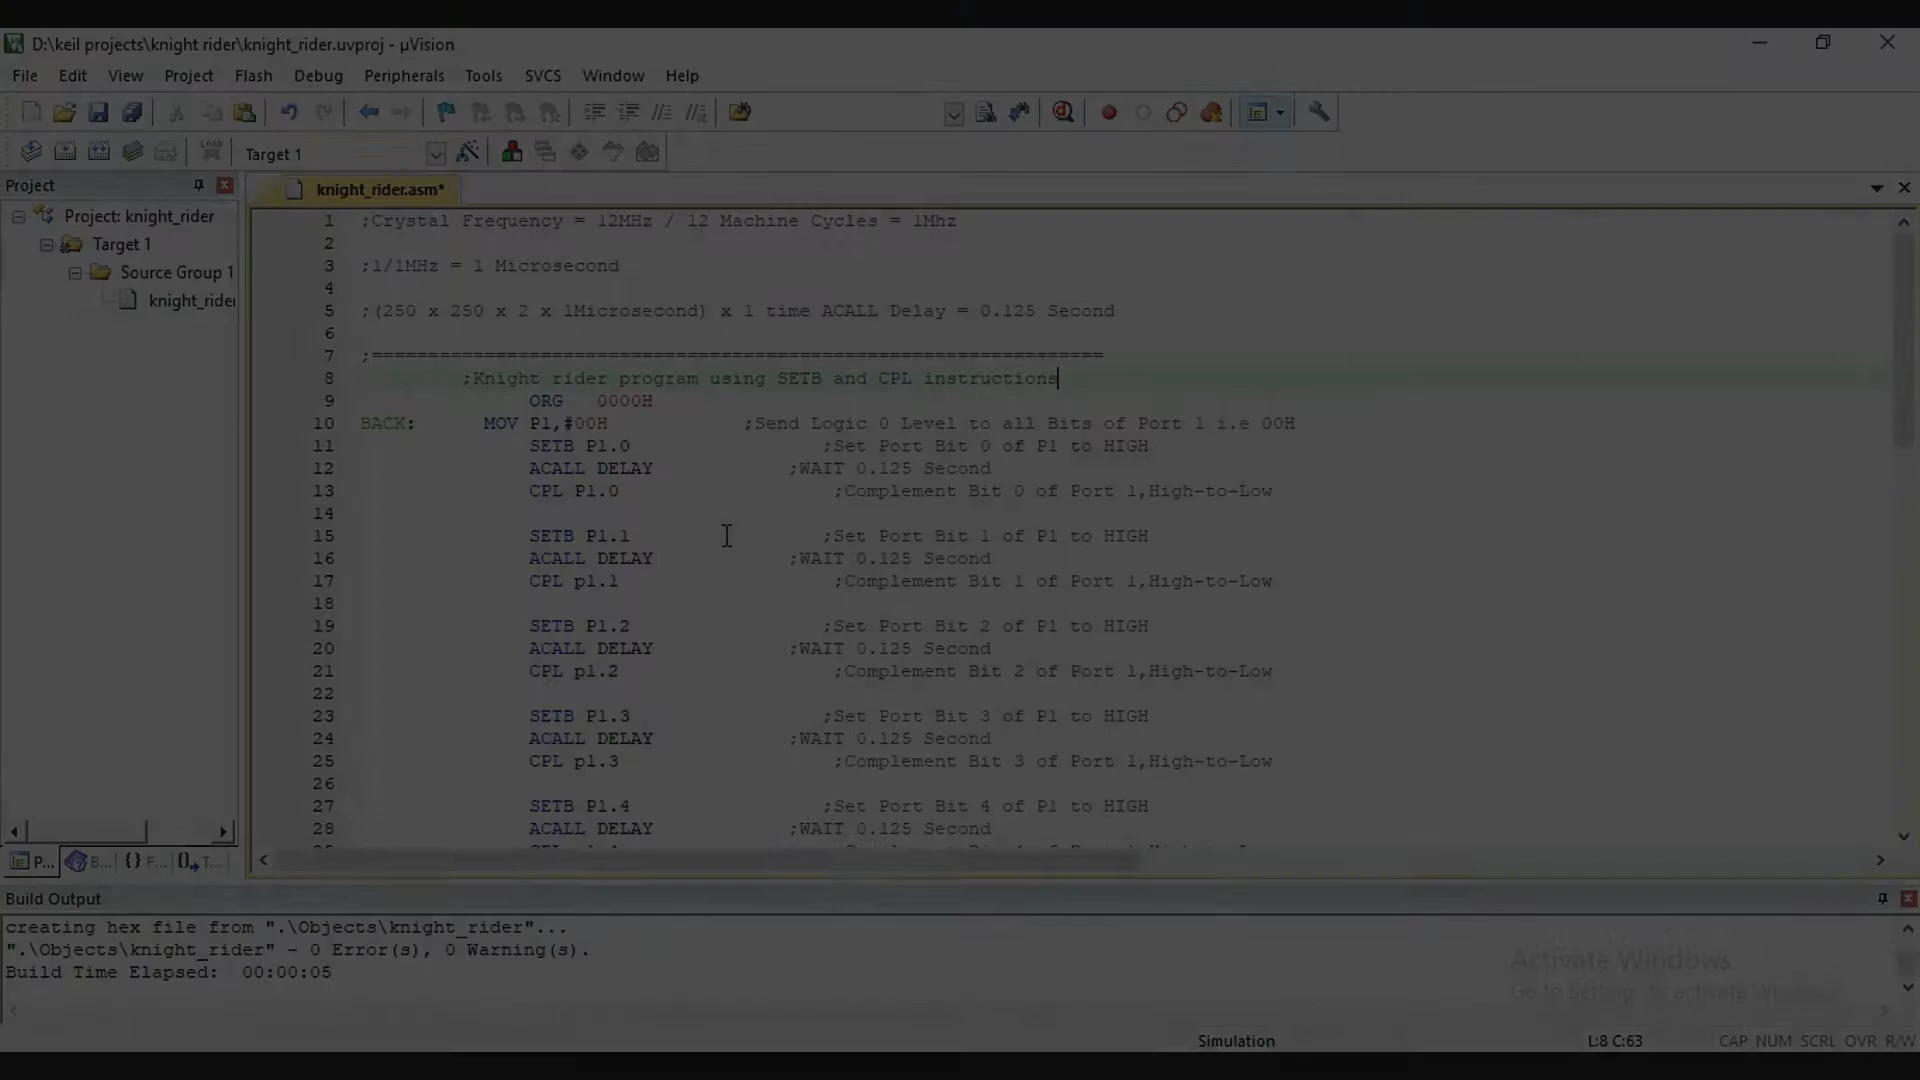 D:\keil projects\knight rider\knight_rider.uvproj - µVision
File Edit View Project Flash Debug Peripherals Tools SVCS Window Help
LOAD
Target 1
Project
knight_rider.asm*
Project: knight_rider
Target 1
Source Group 1
knight_rider
1 ;Crystal Frequency = 12MHz / 12 Machine Cycles = 1Mhz
2
3 ;1/1MHz = 1 Microsecond
4
5 ;(250 x 250 x 2 x 1Microsecond) x 1 time ACALL Delay = 0.125 Second
6
7 ;=================================================================
8 ;Knight rider program using SETB and CPL instructions
9 ORG 0000H
10 BACK: MOV P1,#00H ;Send Logic 0 Level to all Bits of Port 1 i.e 00H
11 SETB P1.0 ;Set Port Bit 0 of P1 to HIGH
12 ACALL DELAY ;WAIT 0.125 Second
13 CPL P1.0 ;Complement Bit 0 of Port 1,High-to-Low
14
15 SETB P1.1 ;Set Port Bit 1 of P1 to HIGH
16 ACALL DELAY ;WAIT 0.125 Second
17 CPL p1.1 ;Complement Bit 1 of Port 1,High-to-Low
18
19 SETB P1.2 ;Set Port Bit 2 of P1 to HIGH
20 ACALL DELAY ;WAIT 0.125 Second
21 CPL p1.2 ;Complement Bit 2 of Port 1,High-to-Low
22
23 SETB P1.3 ;Set Port Bit 3 of P1 to HIGH
24 ACALL DELAY ;WAIT 0.125 Second
25 CPL p1.3 ;Complement Bit 3 of Port 1,High-to-Low
26
27 SETB P1.4 ;Set Port Bit 4 of P1 to HIGH
28 ACALL DELAY ;WAIT 0.125 Second
P... B... {} F... T...
Build Output
creating hex file from ".\Objects\knight_rider"...
".\Objects\knight_rider" - 0 Error(s), 0 Warning(s).
Build Time Elapsed: 00:00:05
Activate Windows
Go to Settings to activate Windows.
Simulation L:8 C:63 CAP NUM SCRL OVR R/W